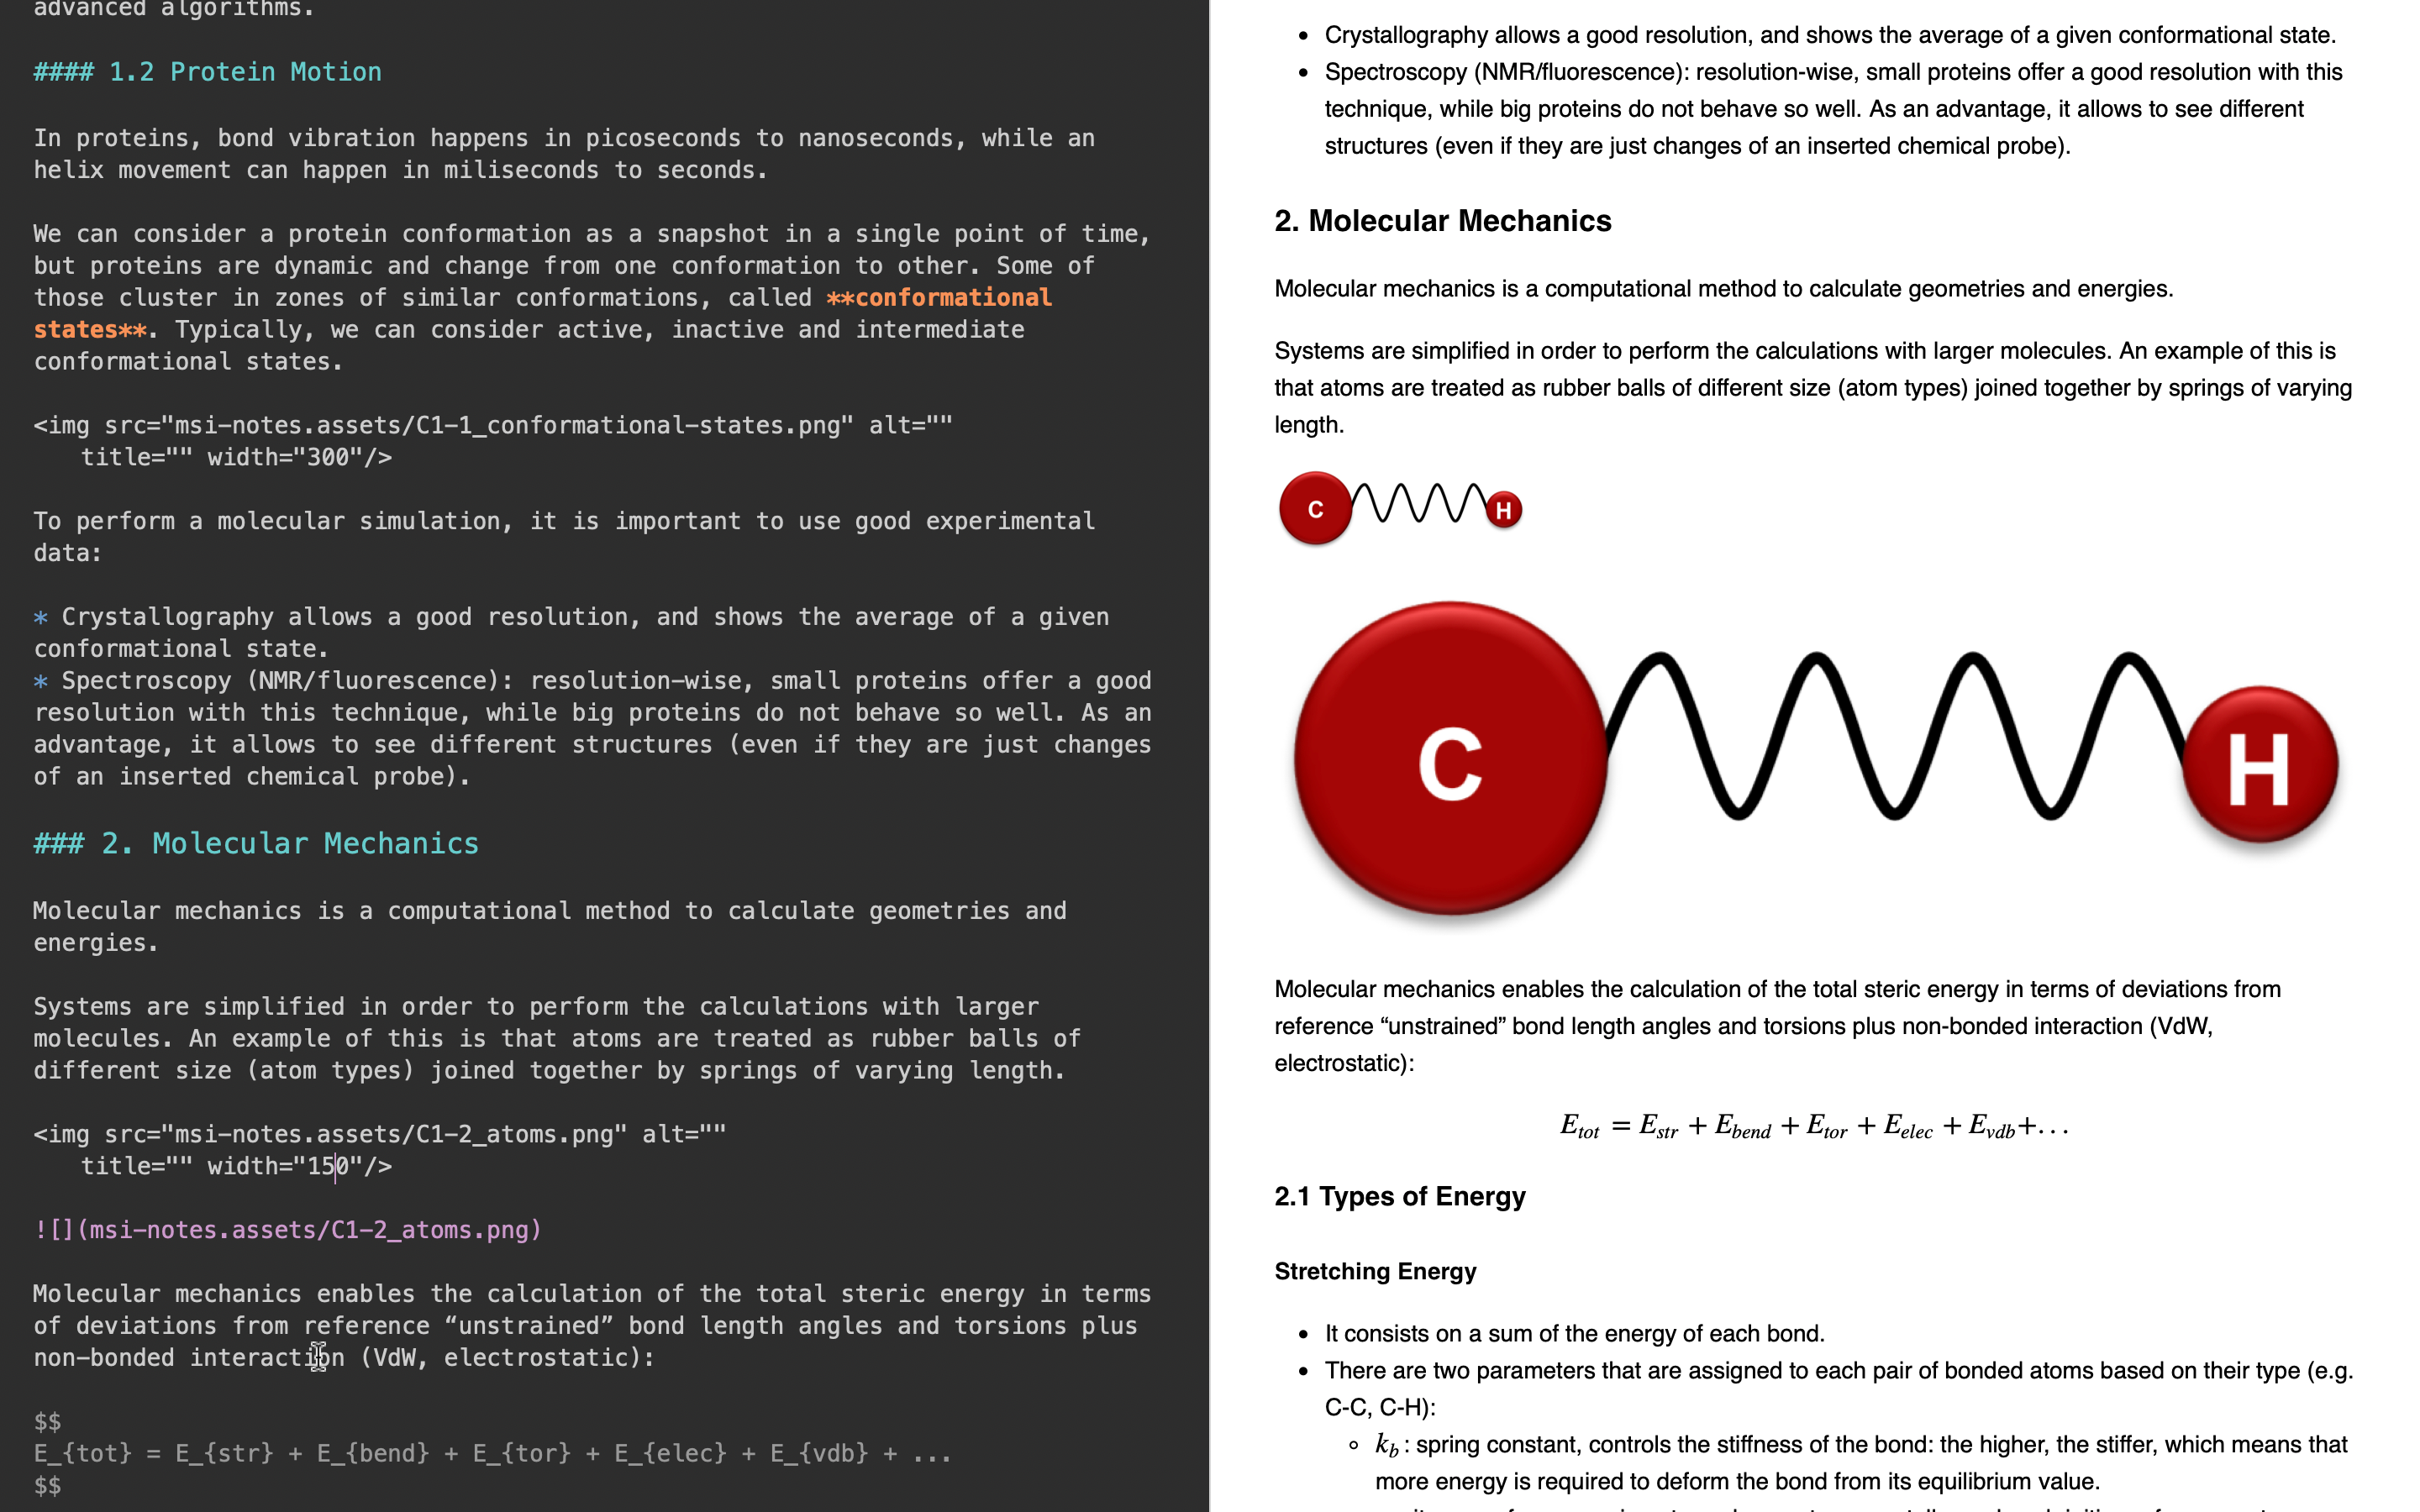 advanced algorithms.
#### 1.2 Protein Motion
In proteins, bond vibration happens in picoseconds to nanoseconds, while an
helix movement can happen in miliseconds to seconds.
We can consider a protein conformation as a snapshot in a single point of time,
but proteins are dynamic and change from one conformation to other. Some of
those cluster in zones of similar conformations, called **conformational
states**. Typically, we can consider active, inactive and intermediate
conformational states.
<img src="msi-notes.assets/C1-1_conformational-states.png" alt=""
title="" width="300"/>
To perform a molecular simulation, it is important to use good experimental
data:
* Crystallography allows a good resolution, and shows the average of a given
conformational state.
* Spectroscopy (NMR/fluorescence): resolution-wise, small proteins offer a good
resolution with this technique, while big proteins do not behave so well. As an
advantage, it allows to see different structures (even if they are just changes
of an inserted chemical probe).
### 2. Molecular Mechanics
Molecular mechanics is a computational method to calculate geometries and
energies.
Systems are simplified in order to perform the calculations with larger
molecules. An example of this is that atoms are treated as rubber balls of
different size (atom types) joined together by springs of varying length.
<img src="msi-notes.assets/C1-2_atoms.png" alt=""
title="" width="150"/>
![](msi-notes.assets/C1-2_atoms.png)
Molecular mechanics enables the calculation of the total steric energy in terms
of deviations from reference “unstrained” bond length angles and torsions plus
non-bonded interaction (VdW, electrostatic):
$$
E_{tot} = E_{str} + E_{bend} + E_{tor} + E_{elec} + E_{vdb} + ...
$$
• Crystallography allows a good resolution, and shows the average of a given conformational state.
• Spectroscopy (NMR/fluorescence): resolution-wise, small proteins offer a good resolution with this
technique, while big proteins do not behave so well. As an advantage, it allows to see different
structures (even if they are just changes of an inserted chemical probe).
2. Molecular Mechanics
Molecular mechanics is a computational method to calculate geometries and energies.
Systems are simplified in order to perform the calculations with larger molecules. An example of this is
that atoms are treated as rubber balls of different size (atom types) joined together by springs of varying
length.
C H
C H
Molecular mechanics enables the calculation of the total steric energy in terms of deviations from
reference “unstrained” bond length angles and torsions plus non-bonded interaction (VdW,
electrostatic):
E_tot = E_str + E_bend + E_tor + E_elec + E_vdb+...
2.1 Types of Energy
Stretching Energy
• It consists on a sum of the energy of each bond.
• There are two parameters that are assigned to each pair of bonded atoms based on their type (e.g.
C-C, C-H):
◦ k_b : spring constant, controls the stiffness of the bond: the higher, the stiffer, which means that
more energy is required to deform the bond from its equilibrium value.